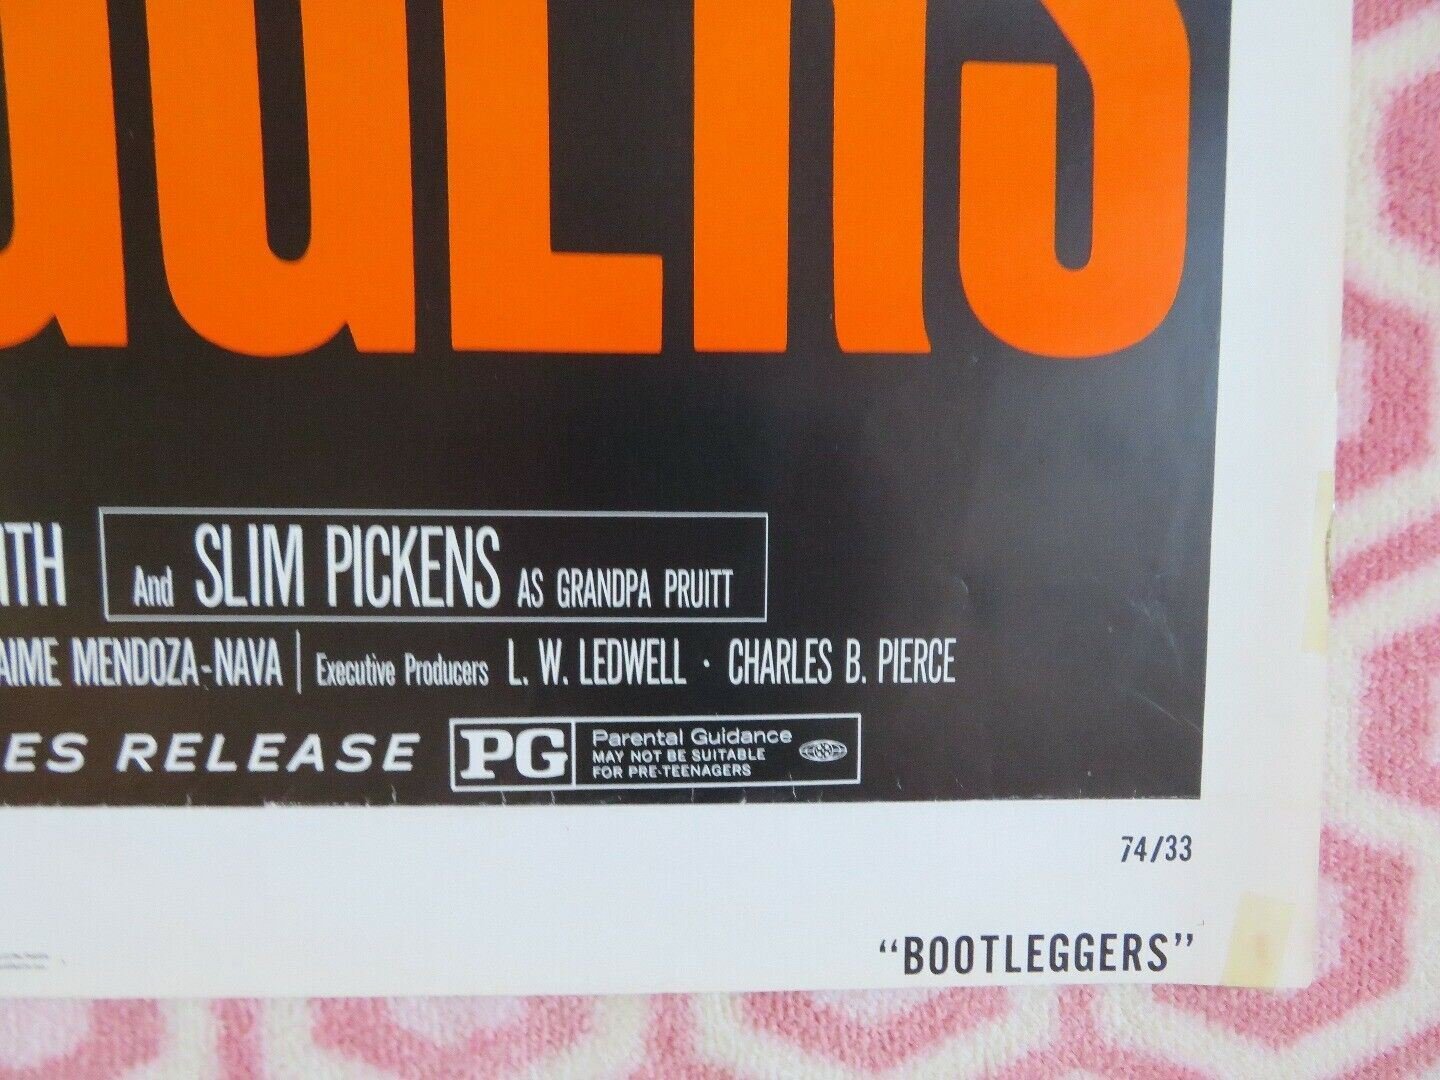 GGERS
ITH And SLIM PICKENS AS GRANDPA PRUITT
AIME MENDOZA-NAVA | Executive Producers L. W. LEDWELL · CHARLES B. PIERCE
ES RELEASE PG Parental Guidance
MAY NOT BE SUITABLE
FOR PRE-TEENAGERS
74/33
“BOOTLEGGERS”